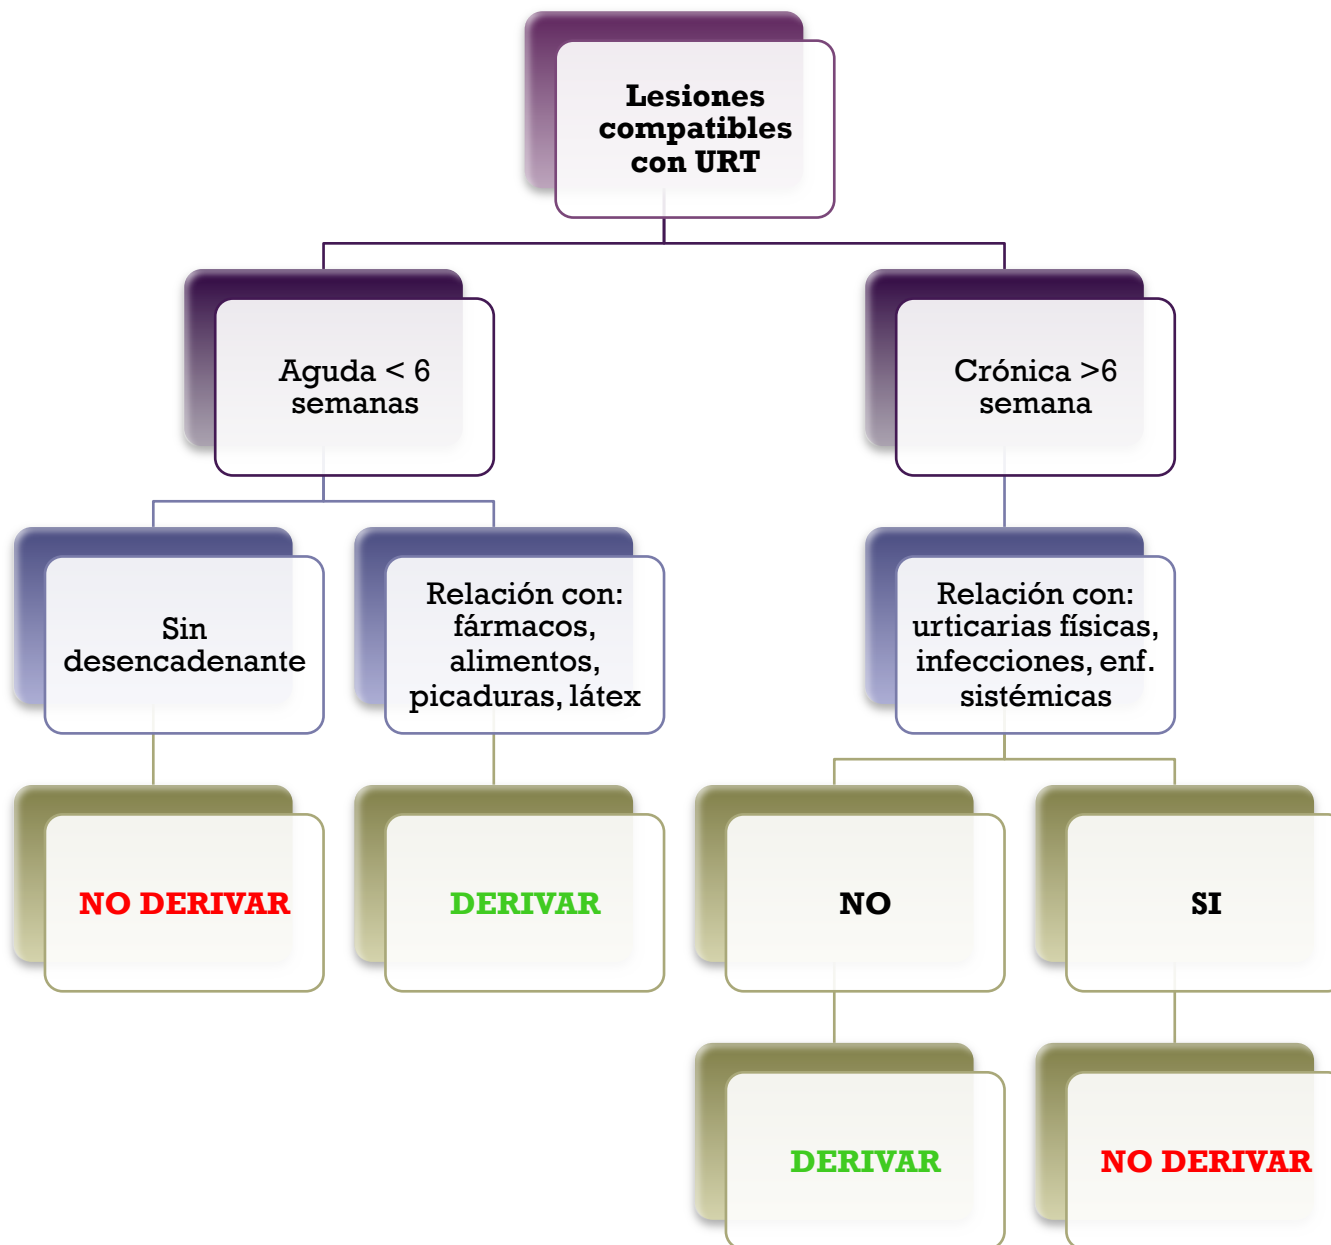 Lesiones
compatibles
con URT
Aguda < 6
semanas
Crónica >6
semana
Sin
desencadenante
Relación con:
fármacos,
alimentos,
picaduras, látex
Relación con:
urticarias físicas,
infecciones, enf.
sistémicas
NO DERIVAR
DERIVAR
NO
SI
DERIVAR
NO DERIVAR